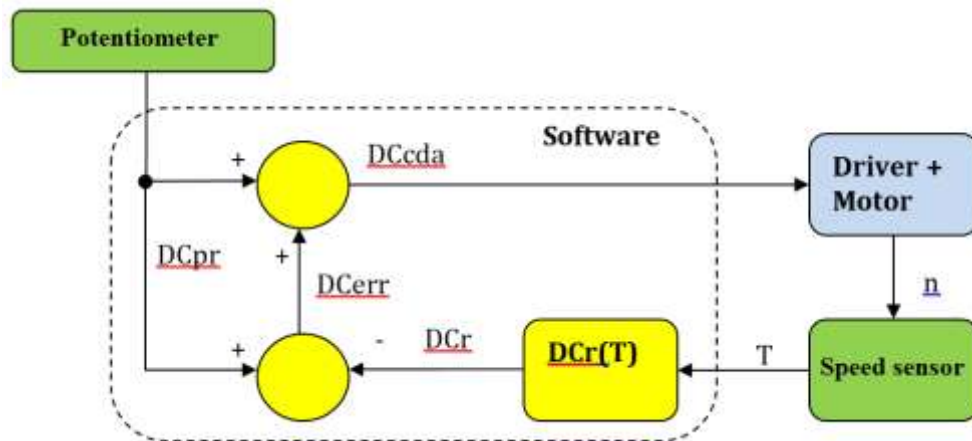 Potentiometer
Software
+
DCcda
Driver +
Motor
DCpr
+
DCerr
n
+
-
DCr
DCr(T)
T
Speed sensor